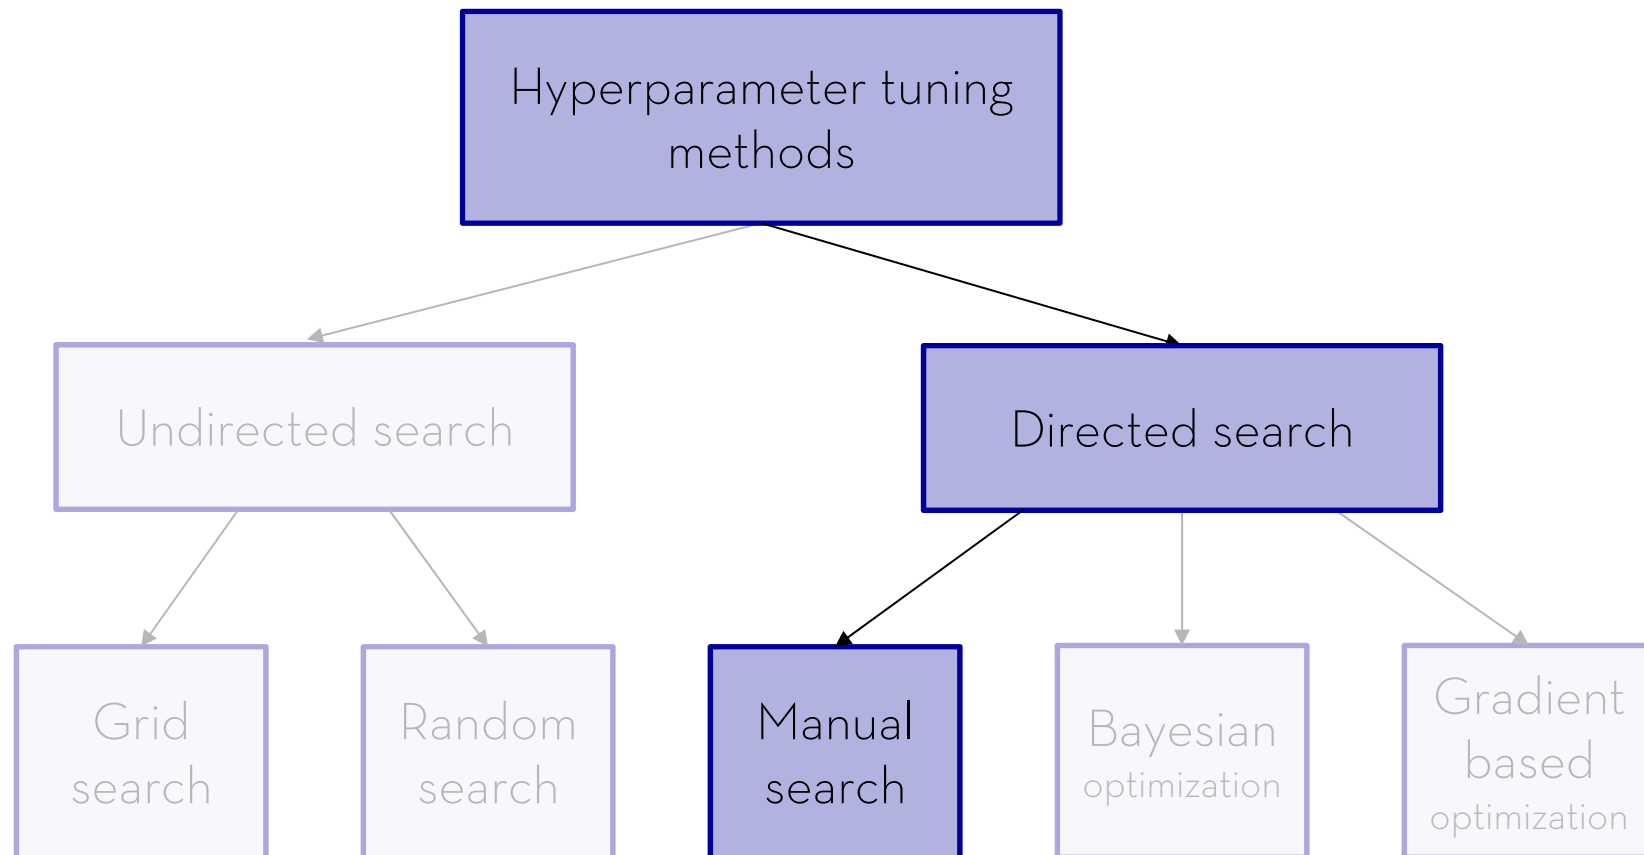 Hyperparameter tuning
methods
Undirected search
Directed search
Grid
search
Random
search
Manual
search
Bayesian
optimization
Gradient
based
optimization